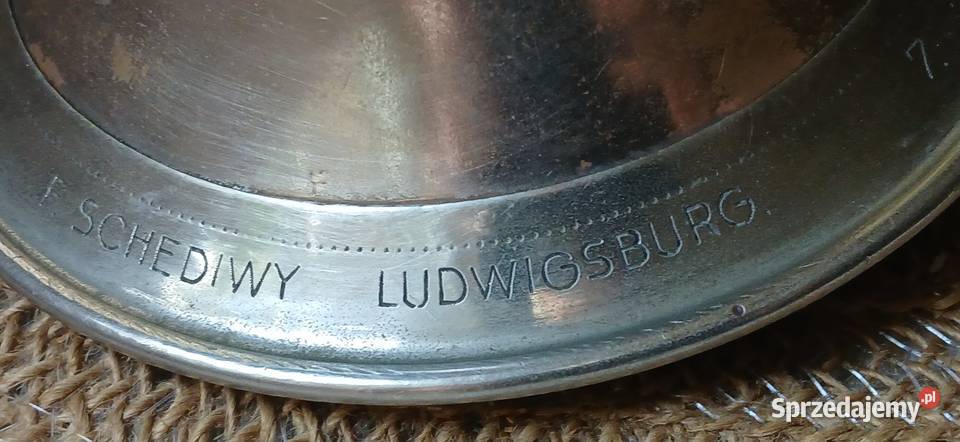 F SCHEDIWY LUDWIGSBURG.
7.
Sprzedajemy.pl